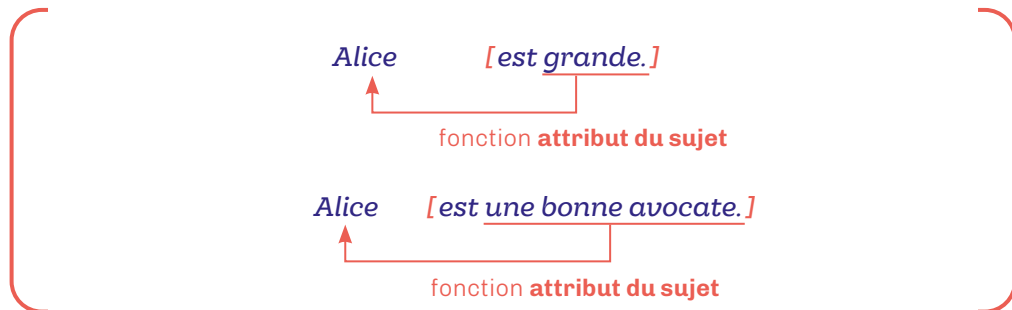 Alice [est grande.]
fonction attribut du sujet
Alice [est une bonne avocate.]
fonction attribut du sujet